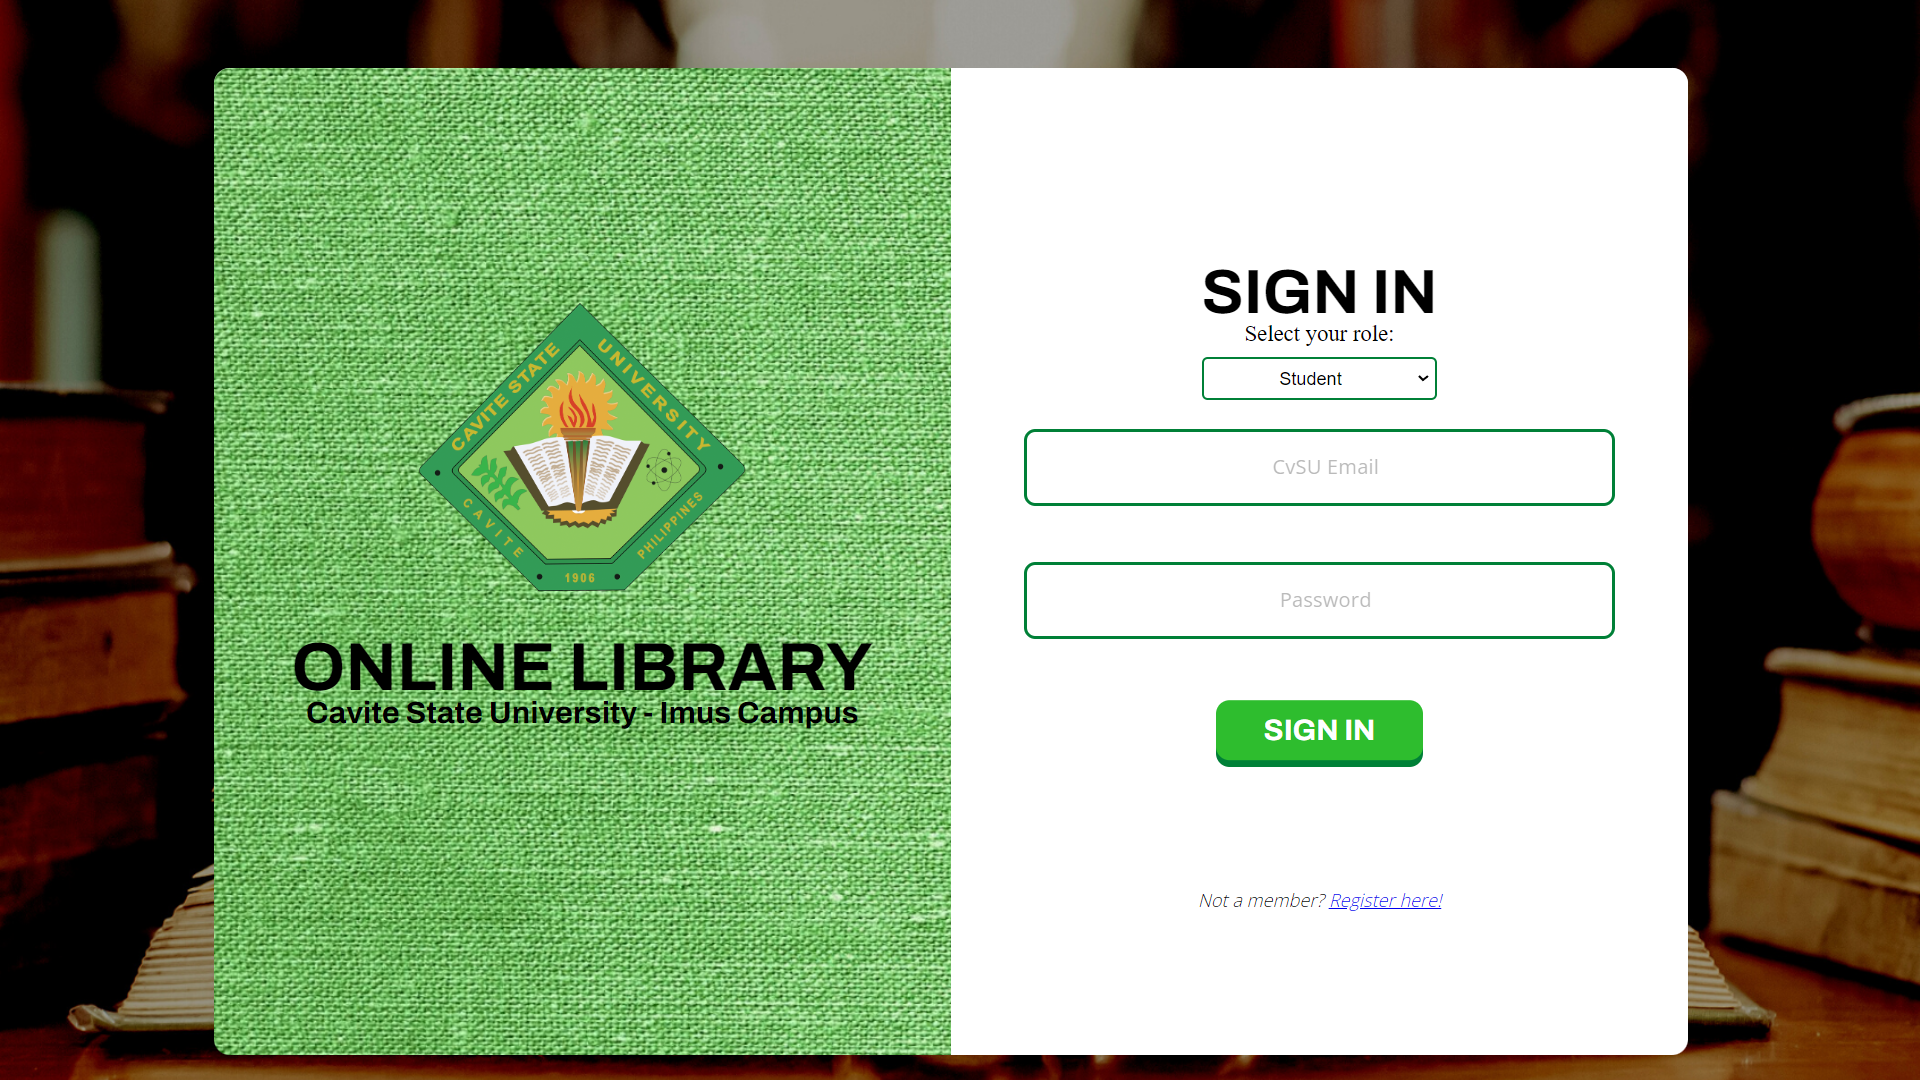 CAVITE STATE UNIVERSITY
CAVITE 1906 PHILIPPINES
ONLINE LIBRARY
Cavite State University - Imus Campus
SIGN IN
Select your role:
Student
CvSU Email
Password
SIGN IN
Not a member? Register here!